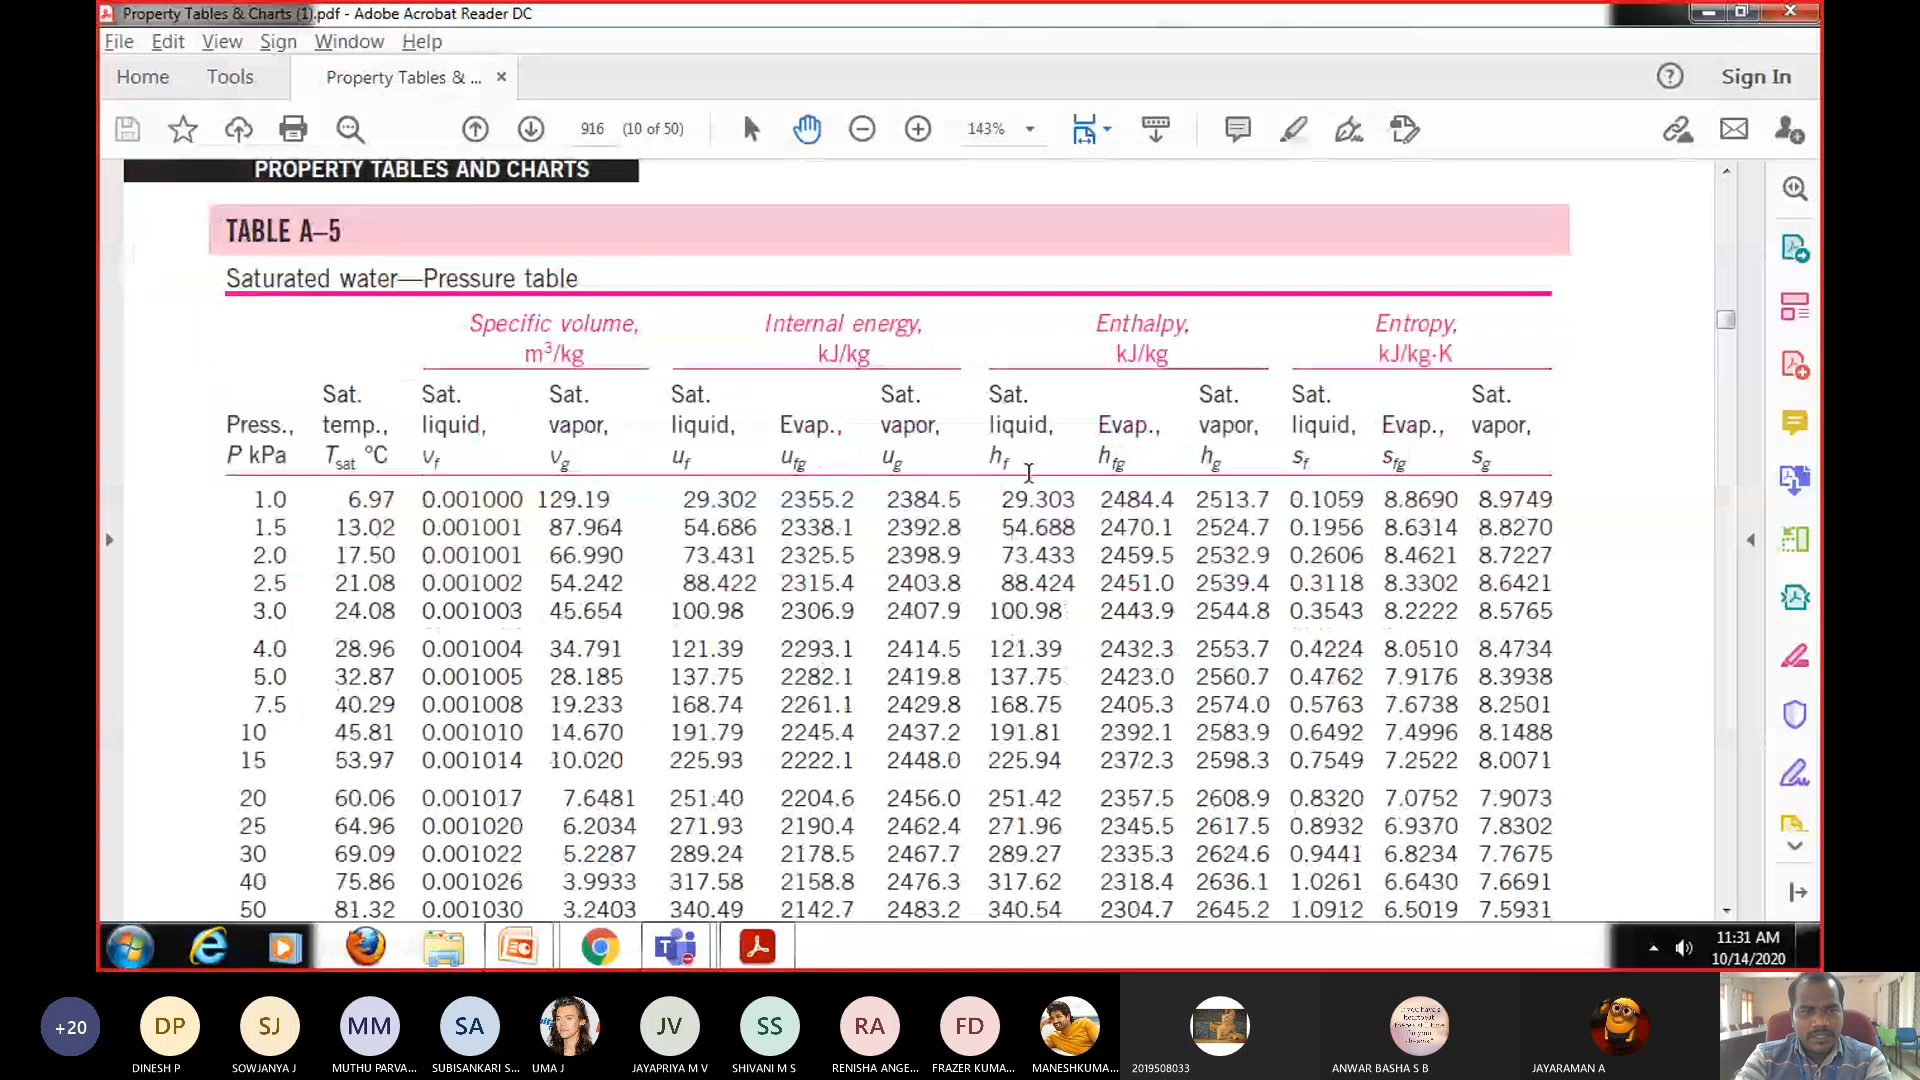 Property Tables & Charts (1).pdf - Adobe Acrobat Reader DC
File Edit View Sign Window Help
Home Tools Property Tables & ... × Sign In
916 (10 of 50) 143%
PROPERTY TABLES AND CHARTS
TABLE A–5
Saturated water—Pressure table
Specific volume, Internal energy, Enthalpy, Entropy,
m³/kg kJ/kg kJ/kg kJ/kg·K
Sat. Sat. Sat. Sat. Sat. Sat. Sat. Sat. Sat.
Press., temp., liquid, vapor, liquid, Evap., vapor, liquid, Evap., vapor, liquid, Evap., vapor,
P kPa Tsat °C vf vg uf ufg ug hf hfg hg sf sfg sg
1.0 6.97 0.001000 129.19 29.302 2355.2 2384.5 29.303 2484.4 2513.7 0.1059 8.8690 8.9749
1.5 13.02 0.001001 87.964 54.686 2338.1 2392.8 54.688 2470.1 2524.7 0.1956 8.6314 8.8270
2.0 17.50 0.001001 66.990 73.431 2325.5 2398.9 73.433 2459.5 2532.9 0.2606 8.4621 8.7227
2.5 21.08 0.001002 54.242 88.422 2315.4 2403.8 88.424 2451.0 2539.4 0.3118 8.3302 8.6421
3.0 24.08 0.001003 45.654 100.98 2306.9 2407.9 100.98 2443.9 2544.8 0.3543 8.2222 8.5765
4.0 28.96 0.001004 34.791 121.39 2293.1 2414.5 121.39 2432.3 2553.7 0.4224 8.0510 8.4734
5.0 32.87 0.001005 28.185 137.75 2282.1 2419.8 137.75 2423.0 2560.7 0.4762 7.9176 8.3938
7.5 40.29 0.001008 19.233 168.74 2261.1 2429.8 168.75 2405.3 2574.0 0.5763 7.6738 8.2501
10 45.81 0.001010 14.670 191.79 2245.4 2437.2 191.81 2392.1 2583.9 0.6492 7.4996 8.1488
15 53.97 0.001014 10.020 225.93 2222.1 2448.0 225.94 2372.3 2598.3 0.7549 7.2522 8.0071
20 60.06 0.001017 7.6481 251.40 2204.6 2456.0 251.42 2357.5 2608.9 0.8320 7.0752 7.9073
25 64.96 0.001020 6.2034 271.93 2190.4 2462.4 271.96 2345.5 2617.5 0.8932 6.9370 7.8302
30 69.09 0.001022 5.2287 289.24 2178.5 2467.7 289.27 2335.3 2624.6 0.9441 6.8234 7.7675
40 75.86 0.001026 3.9933 317.58 2158.8 2476.3 317.62 2318.4 2636.1 1.0261 6.6430 7.6691
50 81.32 0.001030 3.2403 340.49 2142.7 2483.2 340.54 2304.7 2645.2 1.0912 6.5019 7.5931
11:31 AM
10/14/2020
+20 DP SJ MM SA JV SS RA FD
DINESH P SOWJANYA J MUTHU PARVA... SUBISANKARI S... UMA J JAYAPRIYA M V SHIVANI M S RENISHA ANGE... FRAZER KUMA... MANESHKUMA... 2019508033 ANWAR BASHA S B JAYARAMAN A